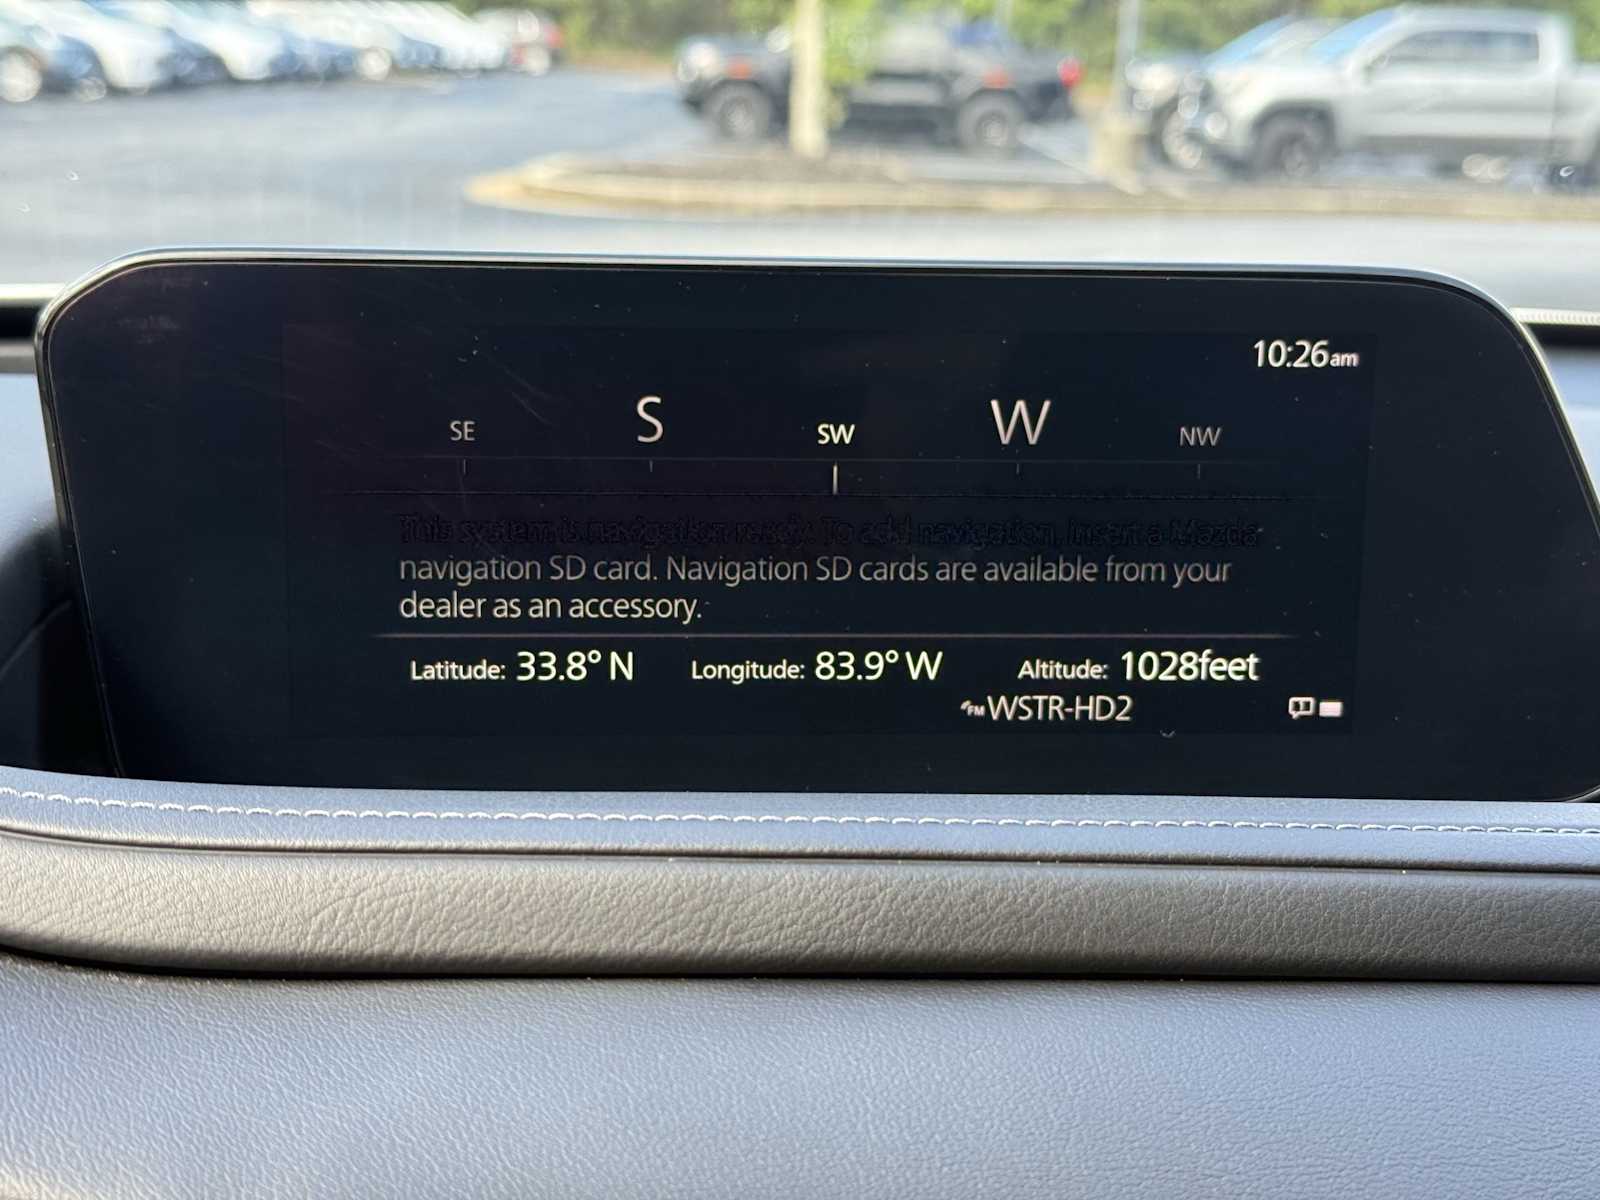 10:26am
SE S SW W NW
This system is navigation ready. To add navigation, insert a Mazda
navigation SD card. Navigation SD cards are available from your
dealer as an accessory.
Latitude: 33.8° N Longitude: 83.9° W Altitude: 1028feet
FM WSTR-HD2